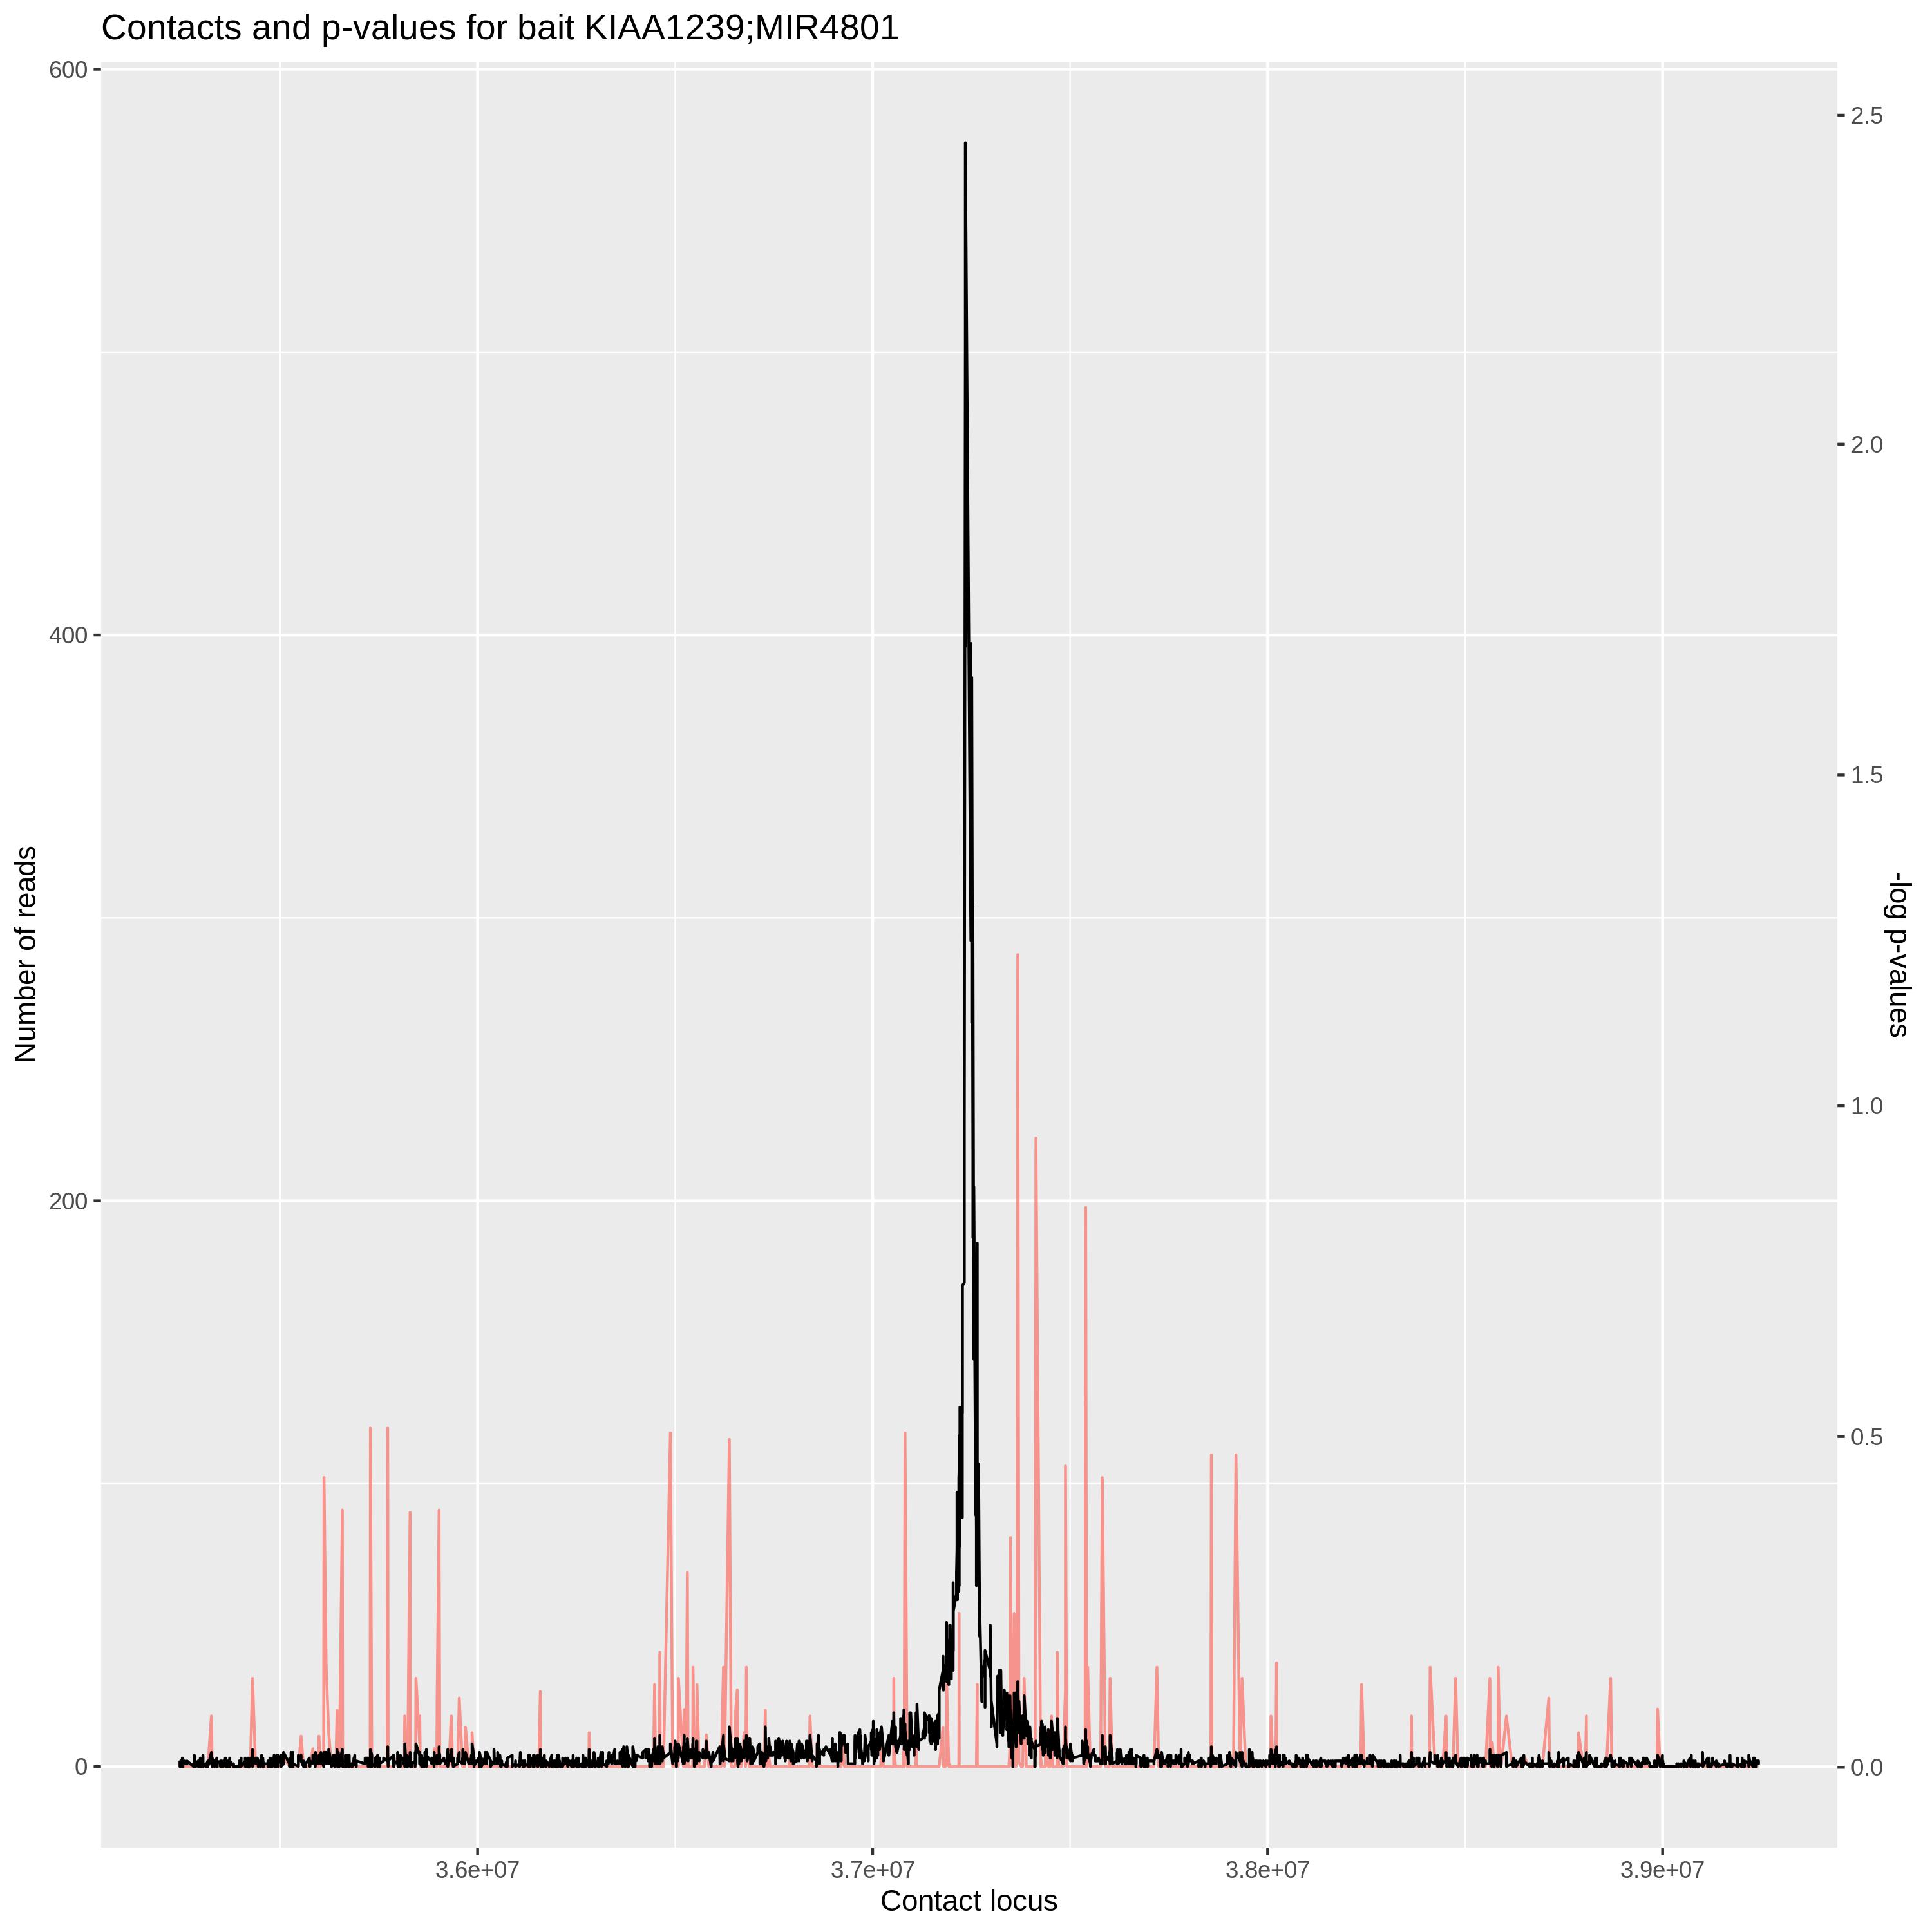 Contacts and p-values for bait KIAA1239;MIR4801
600
400
200
0
Number of reads
2.5
2.0
1.5
1.0
0.5
0.0
-log p-values
3.6e+07
3.7e+07
3.8e+07
3.9e+07
Contact locus